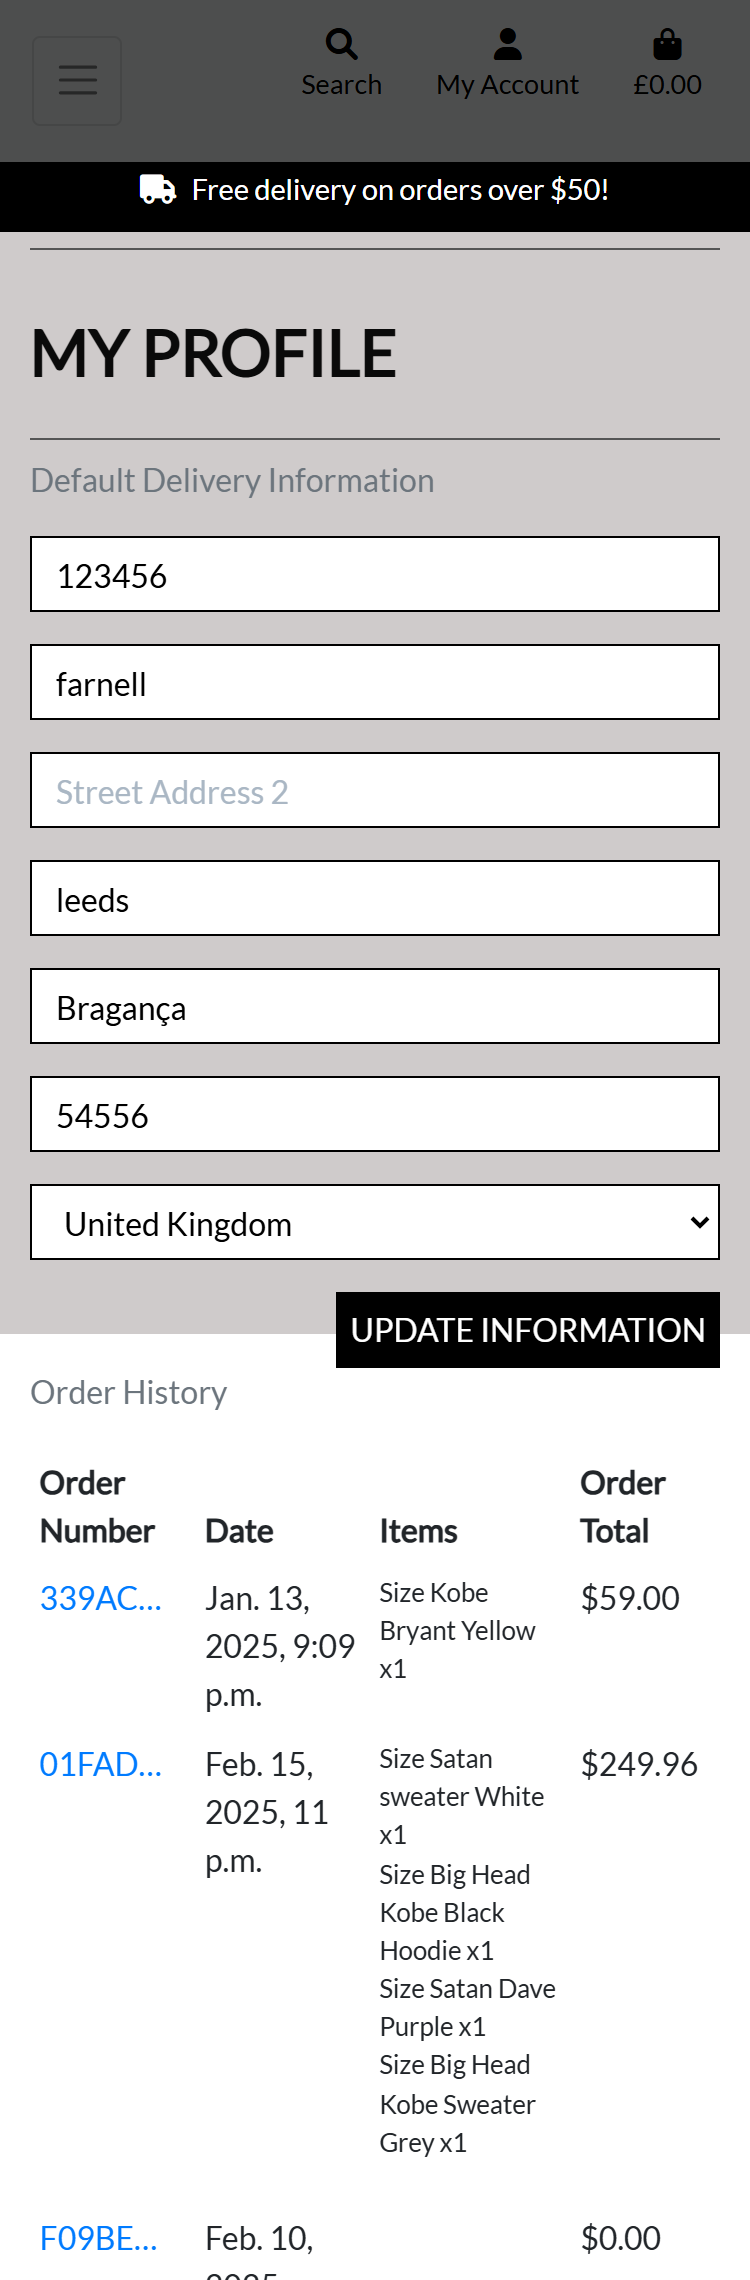 Search
My Account
£0.00
Free delivery on orders over $50!
MY PROFILE
Default Delivery Information
123456
farnell
Street Address 2
leeds
Bragança
54556
United Kingdom
UPDATE INFORMATION
Order History
Order Number
Date
Items
Order Total
339AC...
Jan. 13,
2025, 9:09
p.m.
Size Kobe
Bryant Yellow
x1
$59.00
01FAD...
Feb. 15,
2025, 11
p.m.
Size Satan
sweater White
x1
Size Big Head
Kobe Black
Hoodie x1
Size Satan Dave
Purple x1
Size Big Head
Kobe Sweater
Grey x1
$249.96
F09BE...
Feb. 10,
$0.00